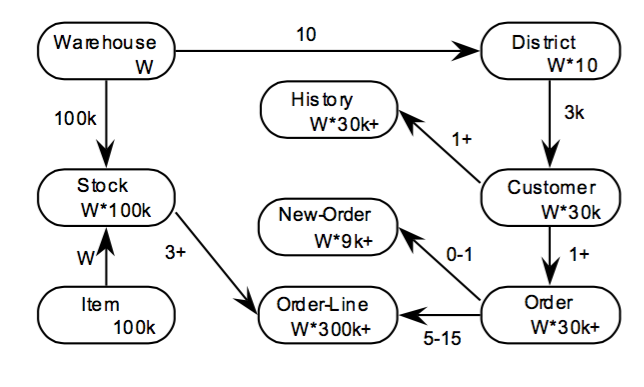 Warehouse
W
10
District
W*10
100k
History
W*30k+
3k
1+
Stock
W*100k
Customer
W*30k
New-Order
W*9k+
W
3+
0-1
1+
Item
100k
Order-Line
W*300k+
5-15
Order
W*30k+